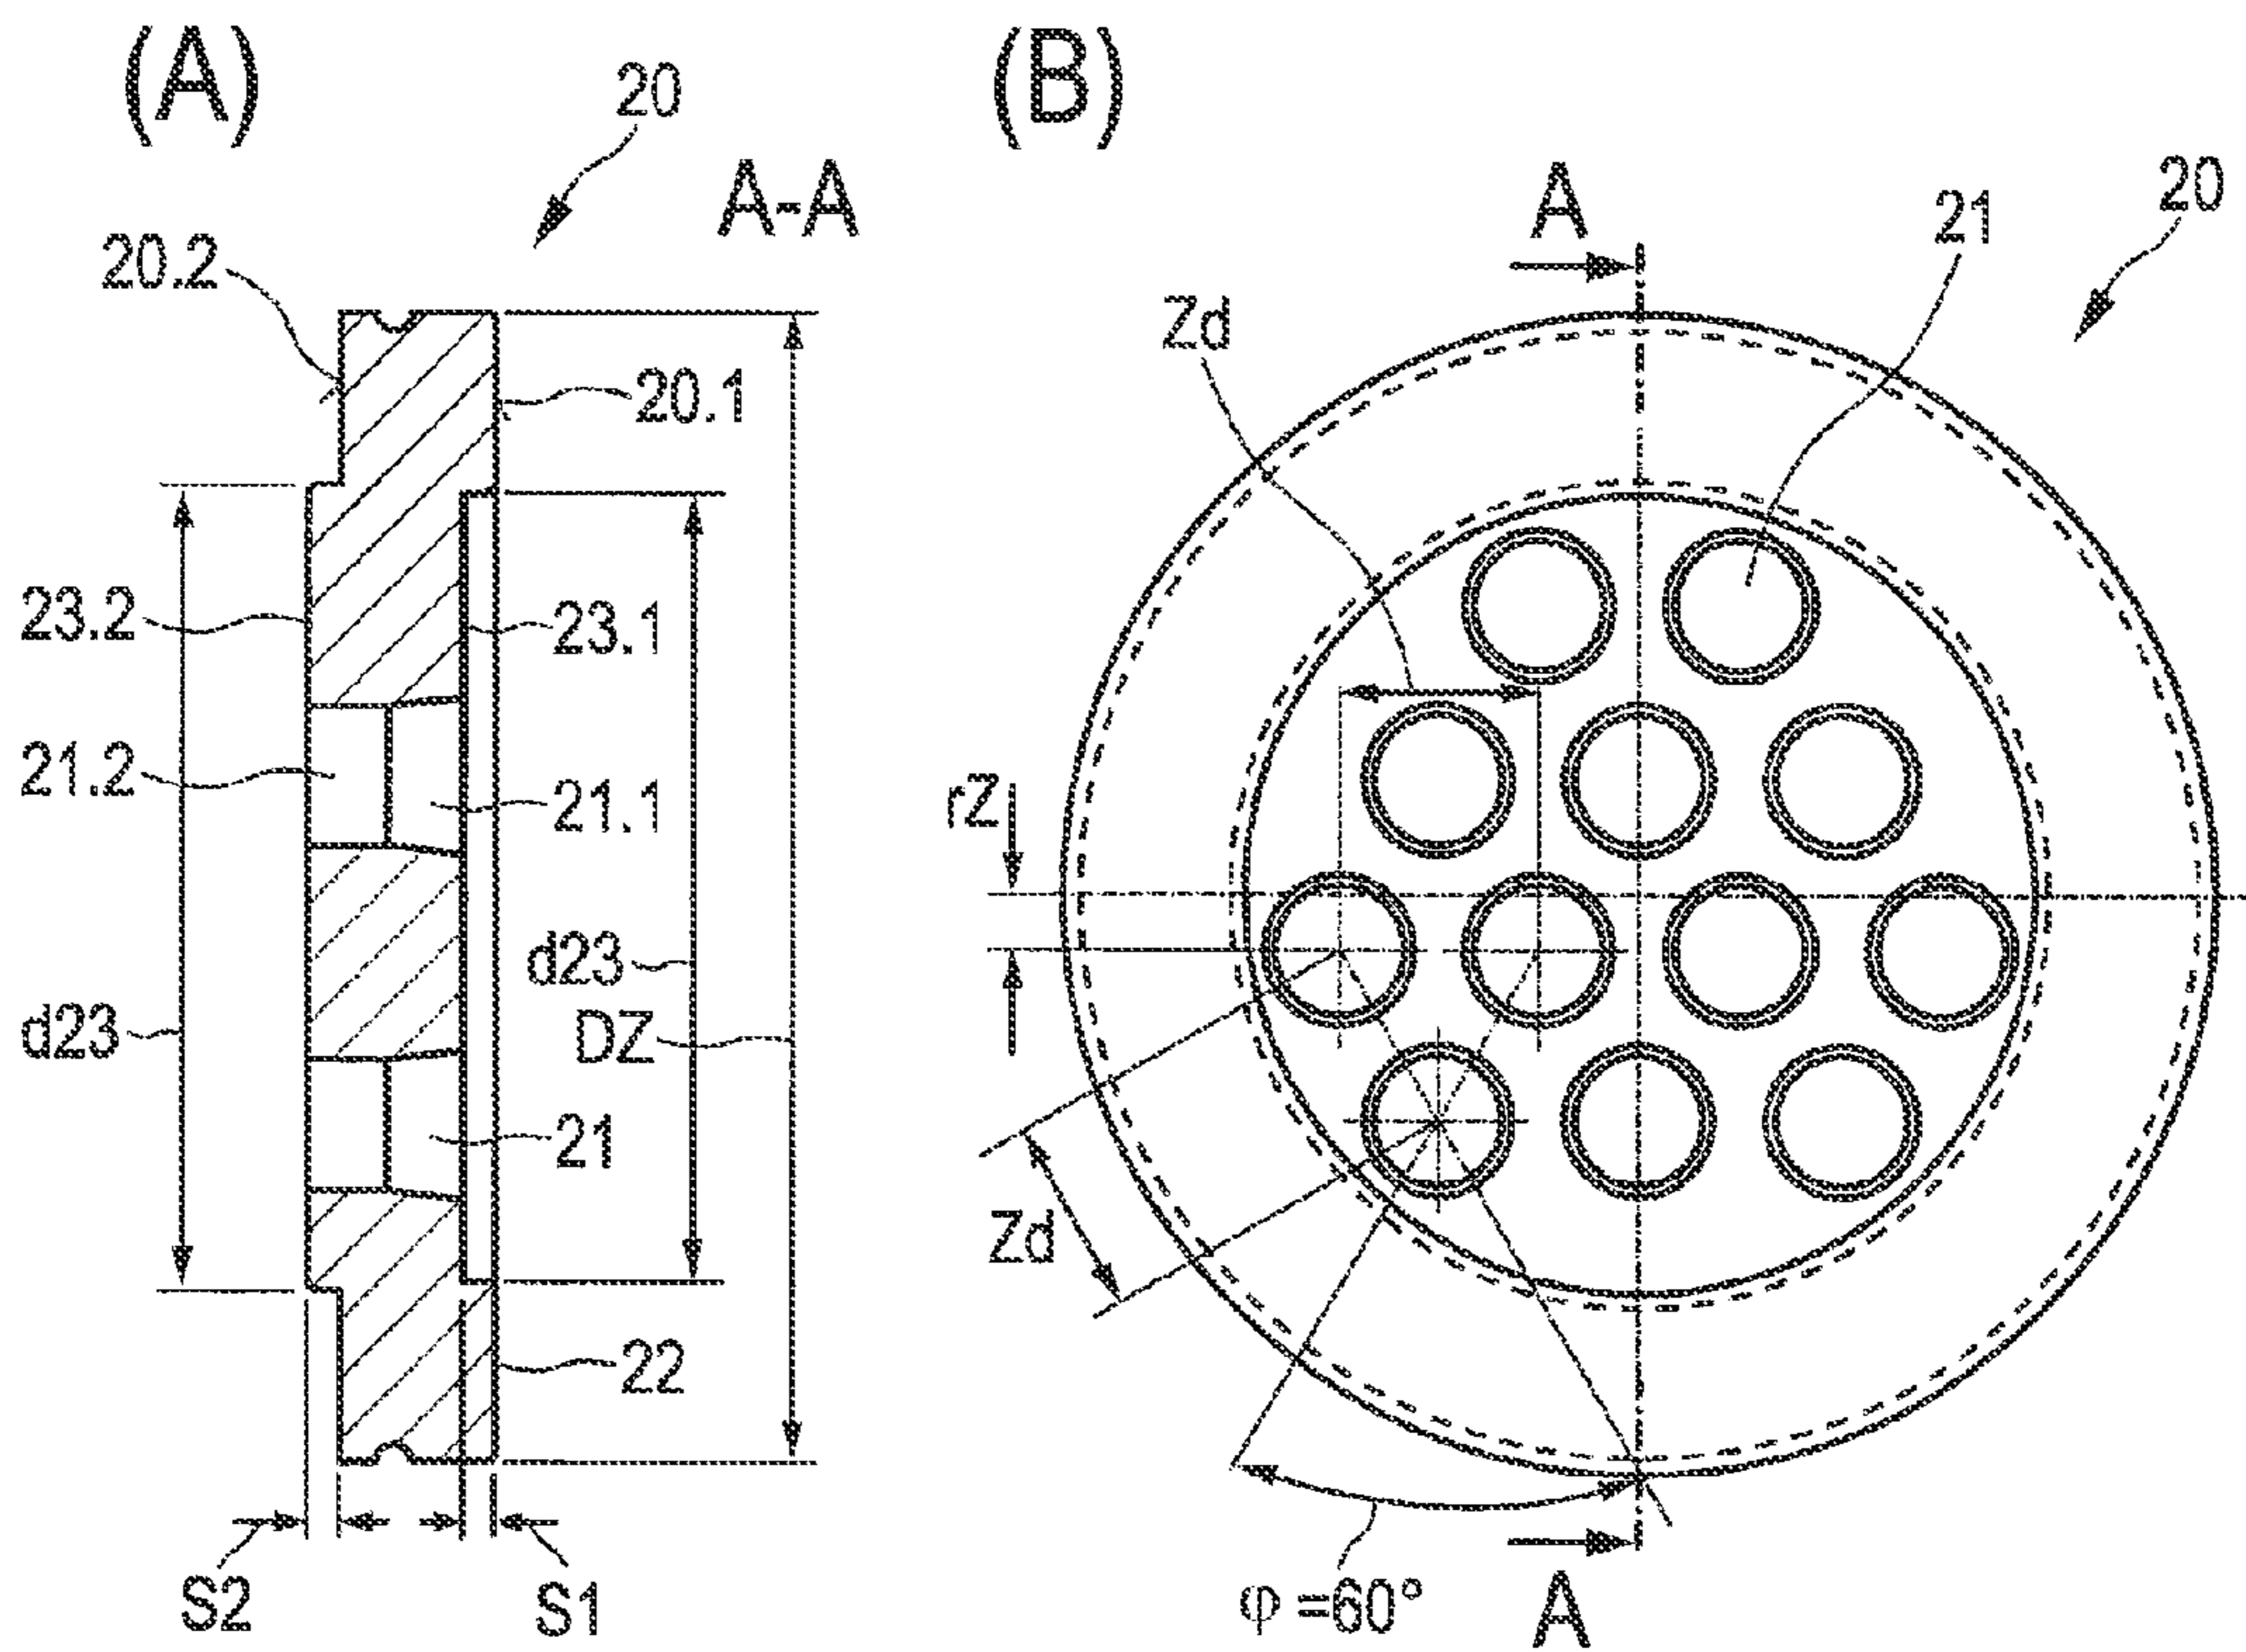 (A)
20
A-A
20.2
20.1
23.2
23.1
21.2
21.1
d23
d23
DZ
21
22
S2
S1
(B)
A
21
20
Zd
rZ
Zd
φ =60°
A